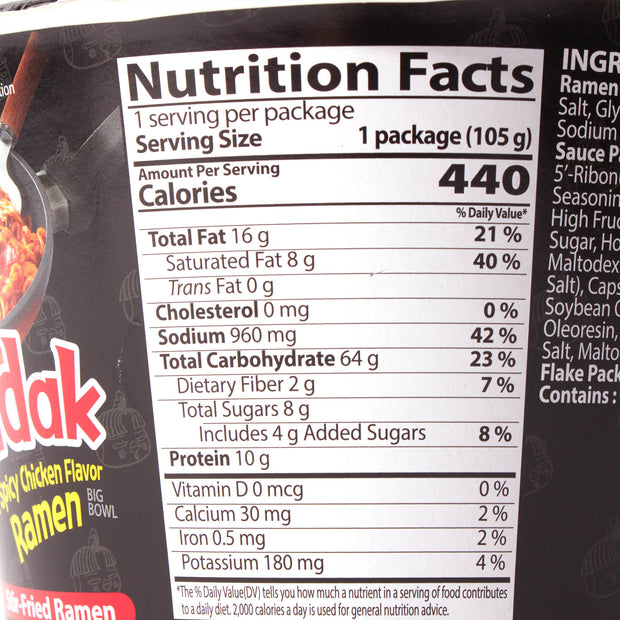 Nutrition Facts
1 serving per package
Serving Size 1 package (105g)
Amount Per Serving
Calories 440
% Daily Value*
Total Fat 16 g 21 %
Saturated Fat 8 g 40 %
Trans Fat 0 g
Cholesterol 0 mg 0 %
Sodium 960 mg 42 %
Total Carbohydrate 64 g 23 %
Dietary Fiber 2 g 7 %
Total Sugars 8 g
Includes 4 g Added Sugars 8 %
Protein 10 g
Vitamin D 0 mcg 0 %
Calcium 30 mg 2 %
Iron 0.5 mg 2 %
Potassium 180 mg 4 %
*The % Daily Value(DV) tells you how much a nutrient in a serving of food contributes
to a daily diet. 2,000 calories a day is used for general nutrition advice.
dak
Spicy Chicken Flavor
Ramen
BIG
BOWL
Stir-Fried Ramen
INGR
Ramen
Salt, Gly
Sodium
Sauce Pa
5'-Ribon
Seasonin
High Fruc
Sugar, Ho
Maltodex
Salt), Caps
Soybean O
Oleoresin,
Salt, Malto
Flake Pack
Contains :